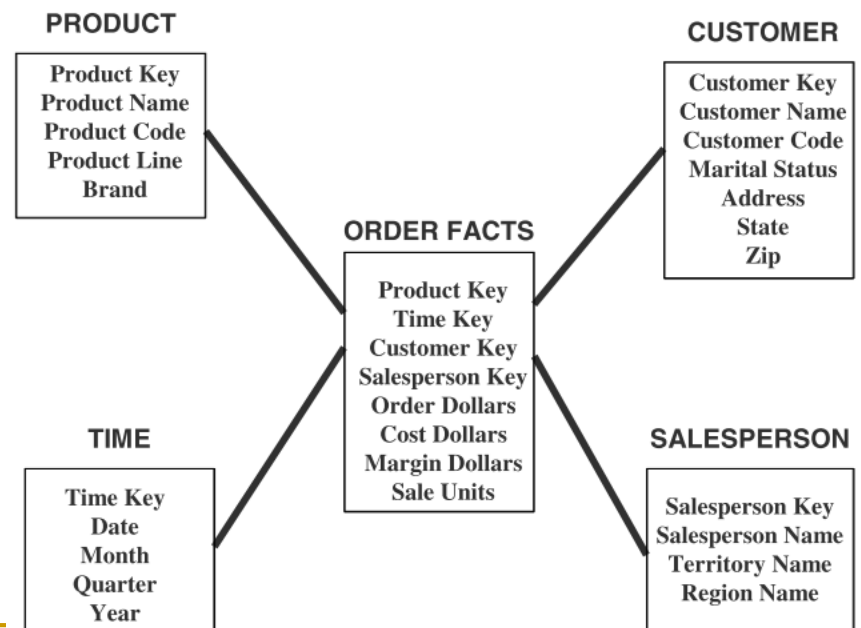 PRODUCT
Product Key
Product Name
Product Code
Product Line
Brand
CUSTOMER
Customer Key
Customer Name
Customer Code
Marital Status
Address
State
Zip
ORDER FACTS
Product Key
Time Key
Customer Key
Salesperson Key
Order Dollars
Cost Dollars
Margin Dollars
Sale Units
TIME
Time Key
Date
Month
Quarter
Year
SALESPERSON
Salesperson Key
Salesperson Name
Territory Name
Region Name